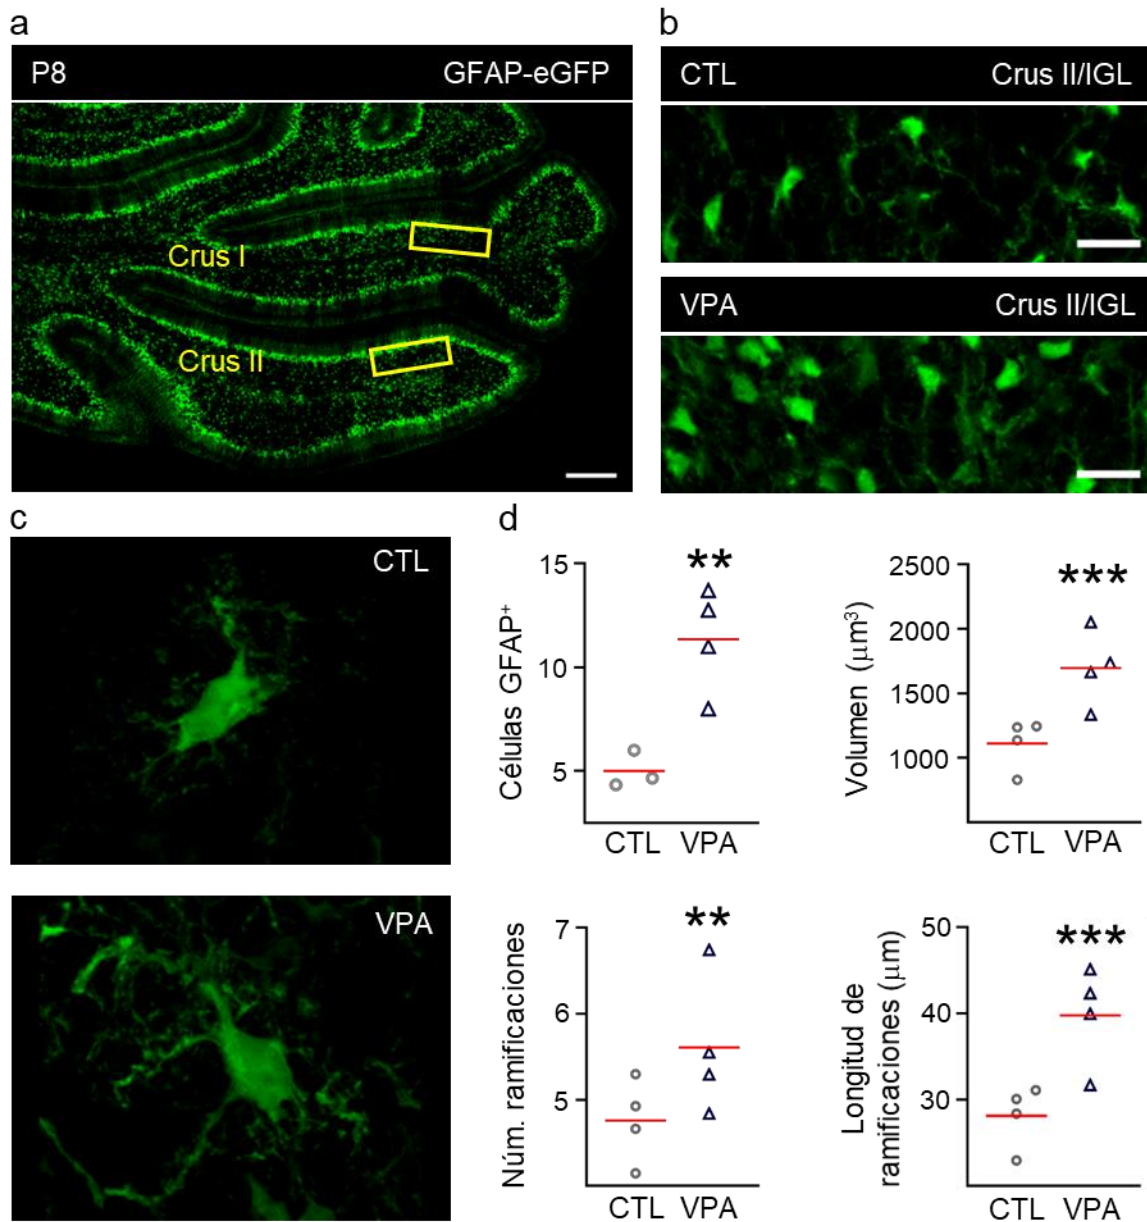 a
P8 GFAP-eGFP
Crus I
Crus II
b
CTL Crus II/IGL
VPA Crus II/IGL
c
CTL
VPA
d
Células GFAP⁺
15
10
5
**
CTL VPA
Volumen (μm³)
2500
2000
1500
1000
***
CTL VPA
Núm. ramificaciones
7
6
5
**
CTL VPA
Longitud de
ramificaciones (μm)
50
40
30
***
CTL VPA